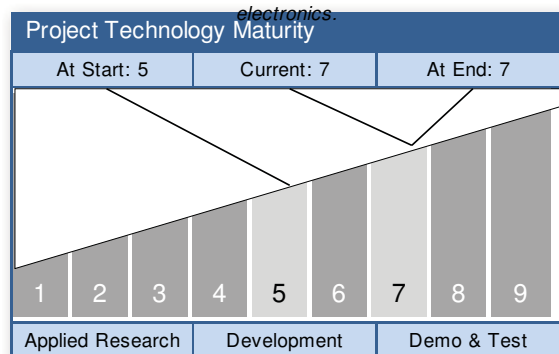 electronics.
Project Technology Maturity
At Start: 5 Current: 7 At End: 7
1 2 3 4 5 6 7 8 9
Applied Research Development Demo & Test